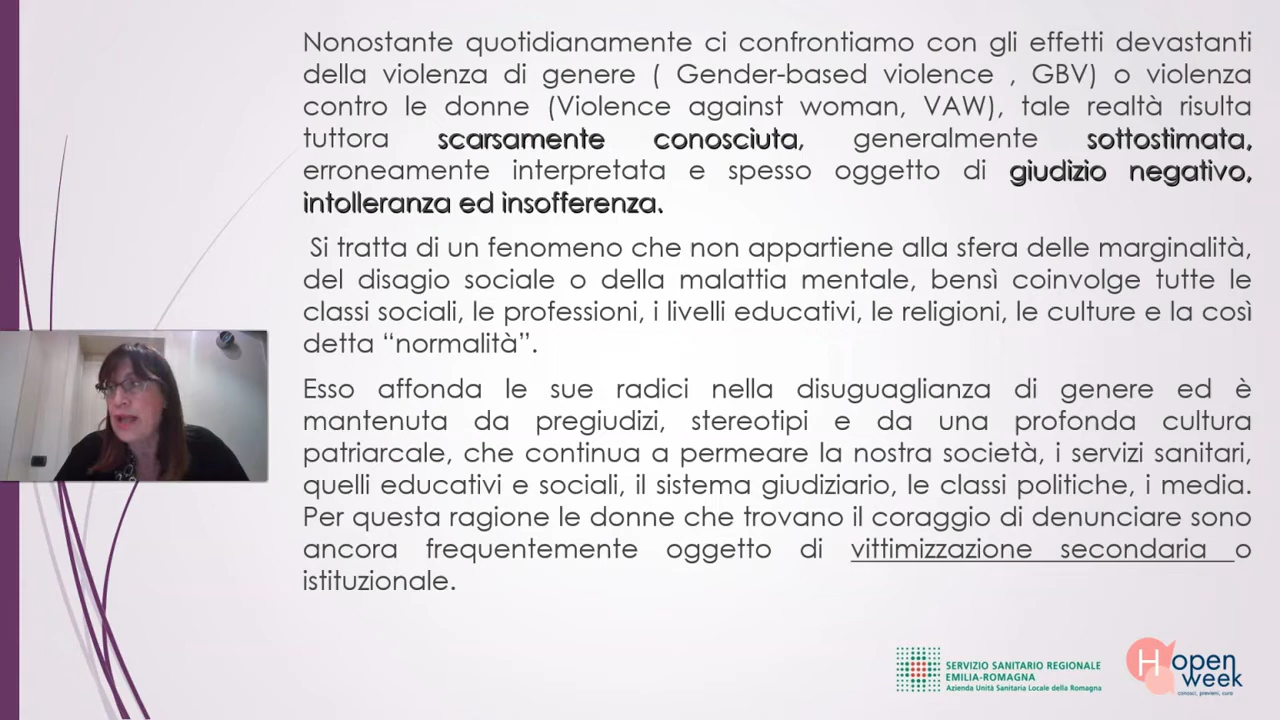 Nonostante quotidianamente ci confrontiamo con gli effetti devastanti
della violenza di genere ( Gender-based violence , GBV) o violenza
contro le donne (Violence against woman, VAW), tale realtà risulta
tuttora scarsamente conosciuta, generalmente sottostimata,
erroneamente interpretata e spesso oggetto di giudizio negativo,
intolleranza ed insofferenza.
Si tratta di un fenomeno che non appartiene alla sfera delle marginalità,
del disagio sociale o della malattia mentale, bensì coinvolge tutte le
classi sociali, le professioni, i livelli educativi, le religioni, le culture e la così
detta “normalità”.
Esso affonda le sue radici nella disuguaglianza di genere ed è
mantenuta da pregiudizi, stereotipi e da una profonda cultura
patriarcale, che continua a permeare la nostra società, i servizi sanitari,
quelli educativi e sociali, il sistema giudiziario, le classi politiche, i media.
Per questa ragione le donne che trovano il coraggio di denunciare sono
ancora frequentemente oggetto di vittimizzazione secondaria o
istituzionale.
SERVIZIO SANITARIO REGIONALE
EMILIA-ROMAGNA
Azienda Unità Sanitaria Locale della Romagna
H open
week
conosci, previeni, cura